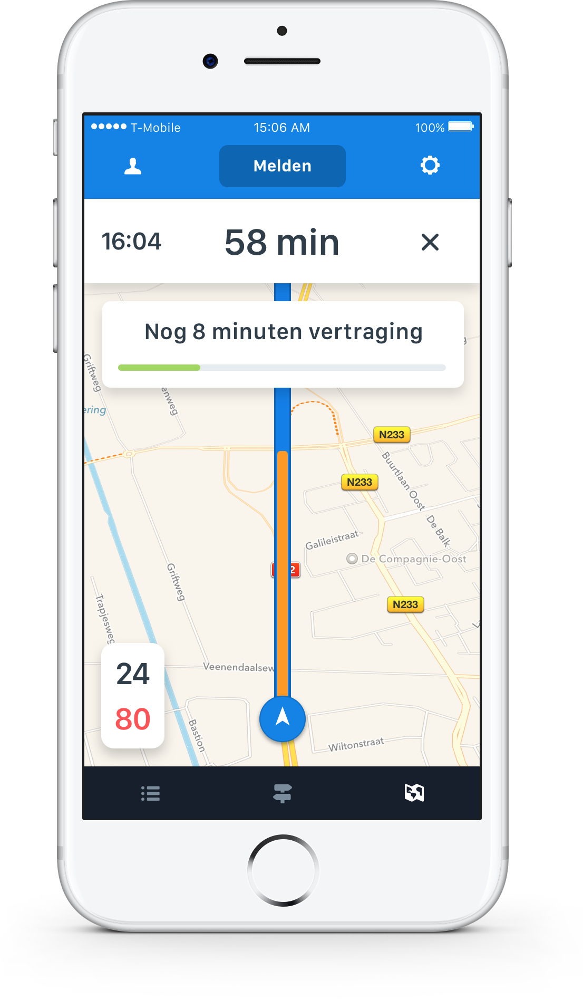 T-Mobile 15:06 AM 100%
Melden
16:04 58 min
Nog 8 minuten vertraging
Griftweg
enweg
ering
N233
Buurtlaan Oost
N233
De Balk
Galileistraat
De Compagnie-Oost
2
Griftweg
Trapjesweg
N233
24
Veenendaalsew
80
Bastion
Wiltonstraat